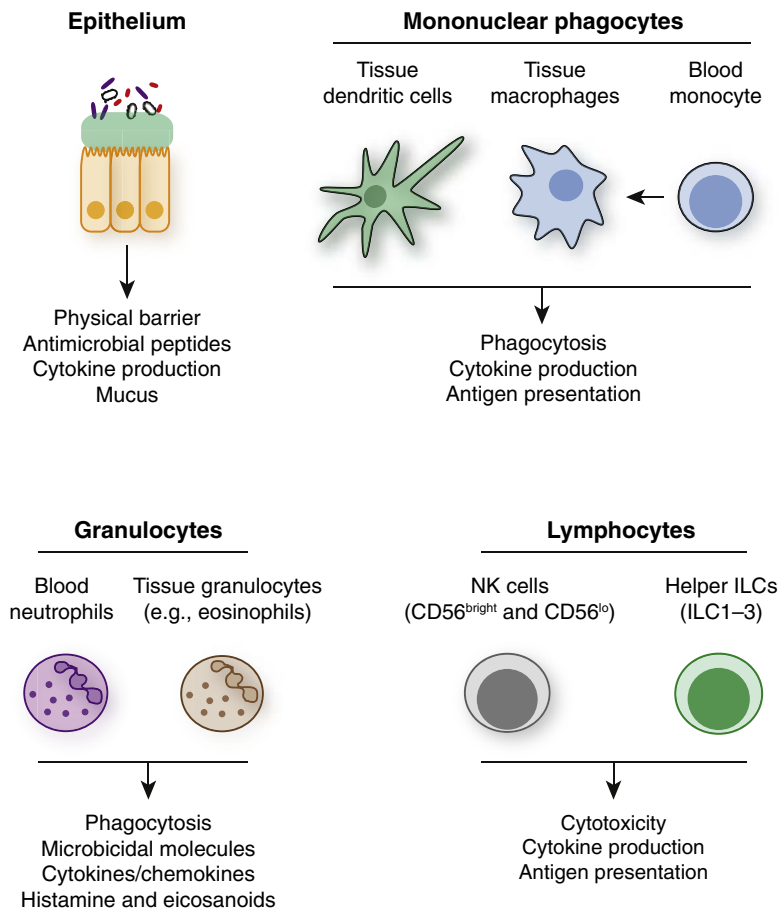 Epithelium
Physical barrier
Antimicrobial peptides
Cytokine production
Mucus
Mononuclear phagocytes
Tissue
dendritic cells
Tissue
macrophages
Blood
monocyte
Phagocytosis
Cytokine production
Antigen presentation
Granulocytes
Blood
neutrophils
Tissue granulocytes
(e.g., eosinophils)
Phagocytosis
Microbicidal molecules
Cytokines/chemokines
Histamine and eicosanoids
Lymphocytes
NK cells
(CD56bright and CD56lo)
Helper ILCs
(ILC1–3)
Cytotoxicity
Cytokine production
Antigen presentation